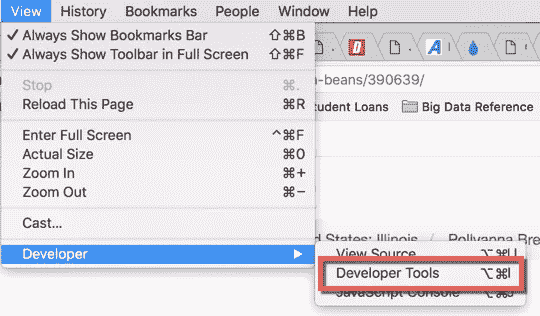 View History Bookmarks People Window Help
✓ Always Show Bookmarks Bar ⇧⌘B
✓ Always Show Toolbar in Full Screen ⇧⌘F
-beans/390639/
Stop ⌘.
Reload This Page ⌘R
tudent Loans Big Data Reference
Enter Full Screen ^⌘F
Actual Size ⌘0
Zoom In ⌘+
Zoom Out ⌘−
Cast...
ted States: Illinois / Pollyanna Bre
Developer ▶
View Source ⌥⌘U
Developer Tools ⌥⌘I
JavaScript Console ⌥⌘J